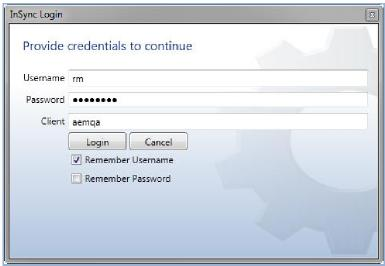 InSync Login
Provide credentials to continue
Username rm
Password ●●●●●●●●
Client aemqa
Login Cancel
Remember Username
Remember Password